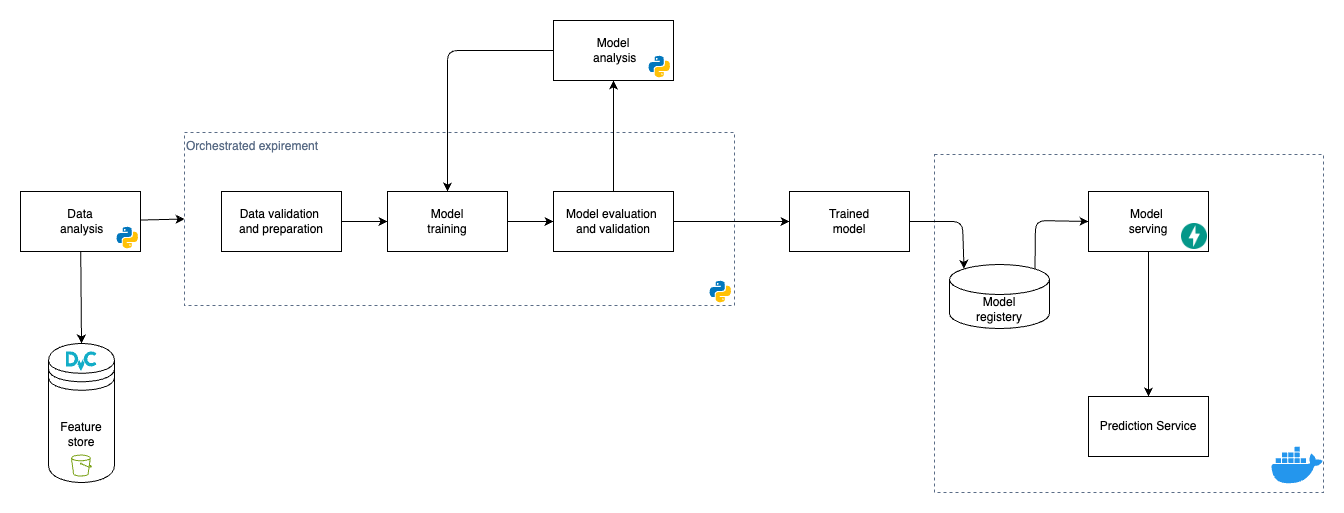 Model
analysis
Orchestrated expirement
Data
analysis
Data validation
and preparation
Model
training
Model evaluation
and validation
Trained
model
Model
serving
Model
registery
DVC
Feature
store
Prediction Service